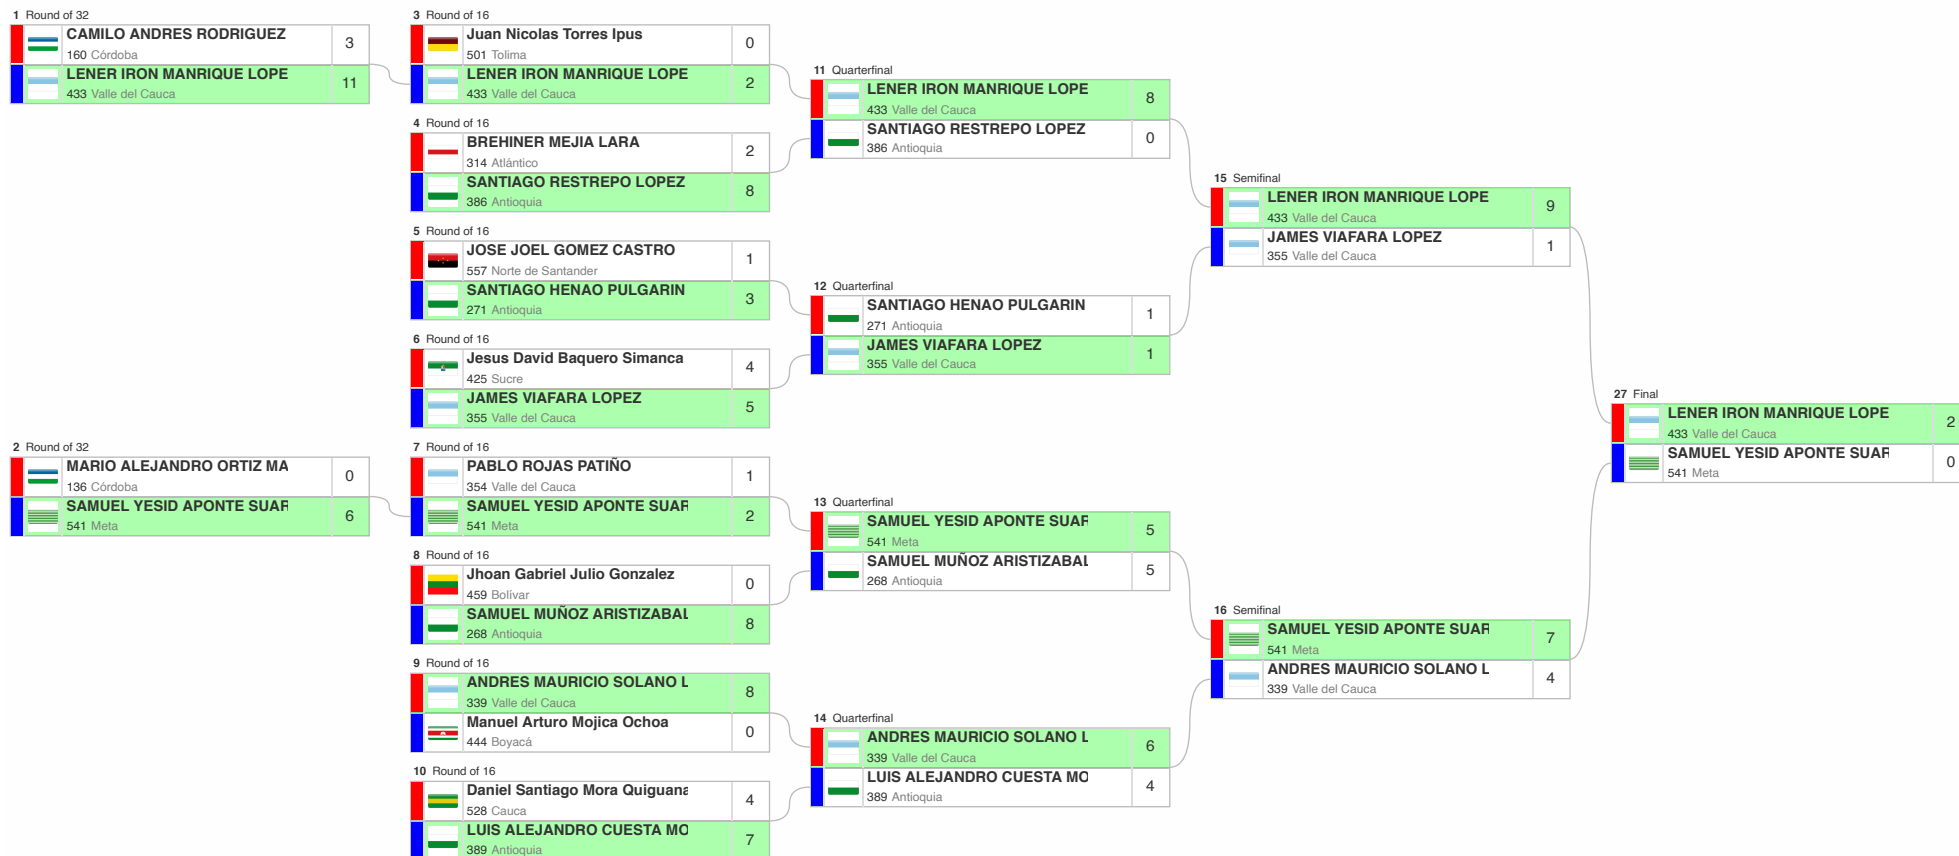 1 Round of 32
CAMILO ANDRES RODRIGUEZ 3
160 Córdoba
LENER IRON MANRIQUE LOPE 11
433 Valle del Cauca
2 Round of 32
MARIO ALEJANDRO ORTIZ MA 0
136 Córdoba
SAMUEL YESID APONTE SUAR 6
541 Meta
3 Round of 16
Juan Nicolas Torres Ipus 0
501 Tolima
LENER IRON MANRIQUE LOPE 2
433 Valle del Cauca
4 Round of 16
BREHINER MEJIA LARA 2
314 Atlántico
SANTIAGO RESTREPO LOPEZ 8
386 Antioquia
5 Round of 16
JOSE JOEL GOMEZ CASTRO 1
557 Norte de Santander
SANTIAGO HENAO PULGARIN 3
271 Antioquia
6 Round of 16
Jesus David Baquero Simanca 4
425 Sucre
JAMES VIAFARA LOPEZ 5
355 Valle del Cauca
7 Round of 16
PABLO ROJAS PATIÑO 1
354 Valle del Cauca
SAMUEL YESID APONTE SUAR 2
541 Meta
8 Round of 16
Jhoan Gabriel Julio Gonzalez 0
459 Bolívar
SAMUEL MUÑOZ ARISTIZABAL 8
268 Antioquia
9 Round of 16
ANDRES MAURICIO SOLANO L 8
339 Valle del Cauca
Manuel Arturo Mojica Ochoa 0
444 Boyacá
10 Round of 16
Daniel Santiago Mora Quiguana 4
528 Cauca
LUIS ALEJANDRO CUESTA MO 7
389 Antioquia
11 Quarterfinal
LENER IRON MANRIQUE LOPE 8
433 Valle del Cauca
SANTIAGO RESTREPO LOPEZ 0
386 Antioquia
12 Quarterfinal
SANTIAGO HENAO PULGARIN 1
271 Antioquia
JAMES VIAFARA LOPEZ 1
355 Valle del Cauca
13 Quarterfinal
SAMUEL YESID APONTE SUAR 5
541 Meta
SAMUEL MUÑOZ ARISTIZABAL 5
268 Antioquia
14 Quarterfinal
ANDRES MAURICIO SOLANO L 6
339 Valle del Cauca
LUIS ALEJANDRO CUESTA MO 4
389 Antioquia
15 Semifinal
LENER IRON MANRIQUE LOPE 9
433 Valle del Cauca
JAMES VIAFARA LOPEZ 1
355 Valle del Cauca
16 Semifinal
SAMUEL YESID APONTE SUAR 7
541 Meta
ANDRES MAURICIO SOLANO L 4
339 Valle del Cauca
27 Final
LENER IRON MANRIQUE LOPE 2
433 Valle del Cauca
SAMUEL YESID APONTE SUAR 0
541 Meta